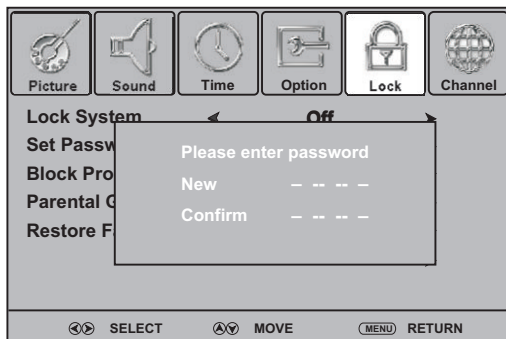 Picture Sound Time Option Lock Channel
Lock System Off
Set Passw
Please enter password
Block Pro
New – -- -- –
Parental G
Confirm – -- -- –
Restore F
SELECT MOVE MENU RETURN